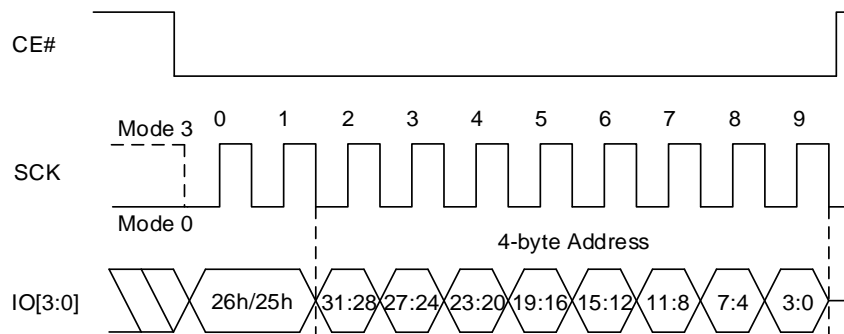 CE#
Mode 3
0 1 2 3 4 5 6 7 8 9
SCK
Mode 0
4-byte Address
IO[3:0]
26h/25h
31:28 27:24 23:20 19:16 15:12 11:8 7:4 3:0